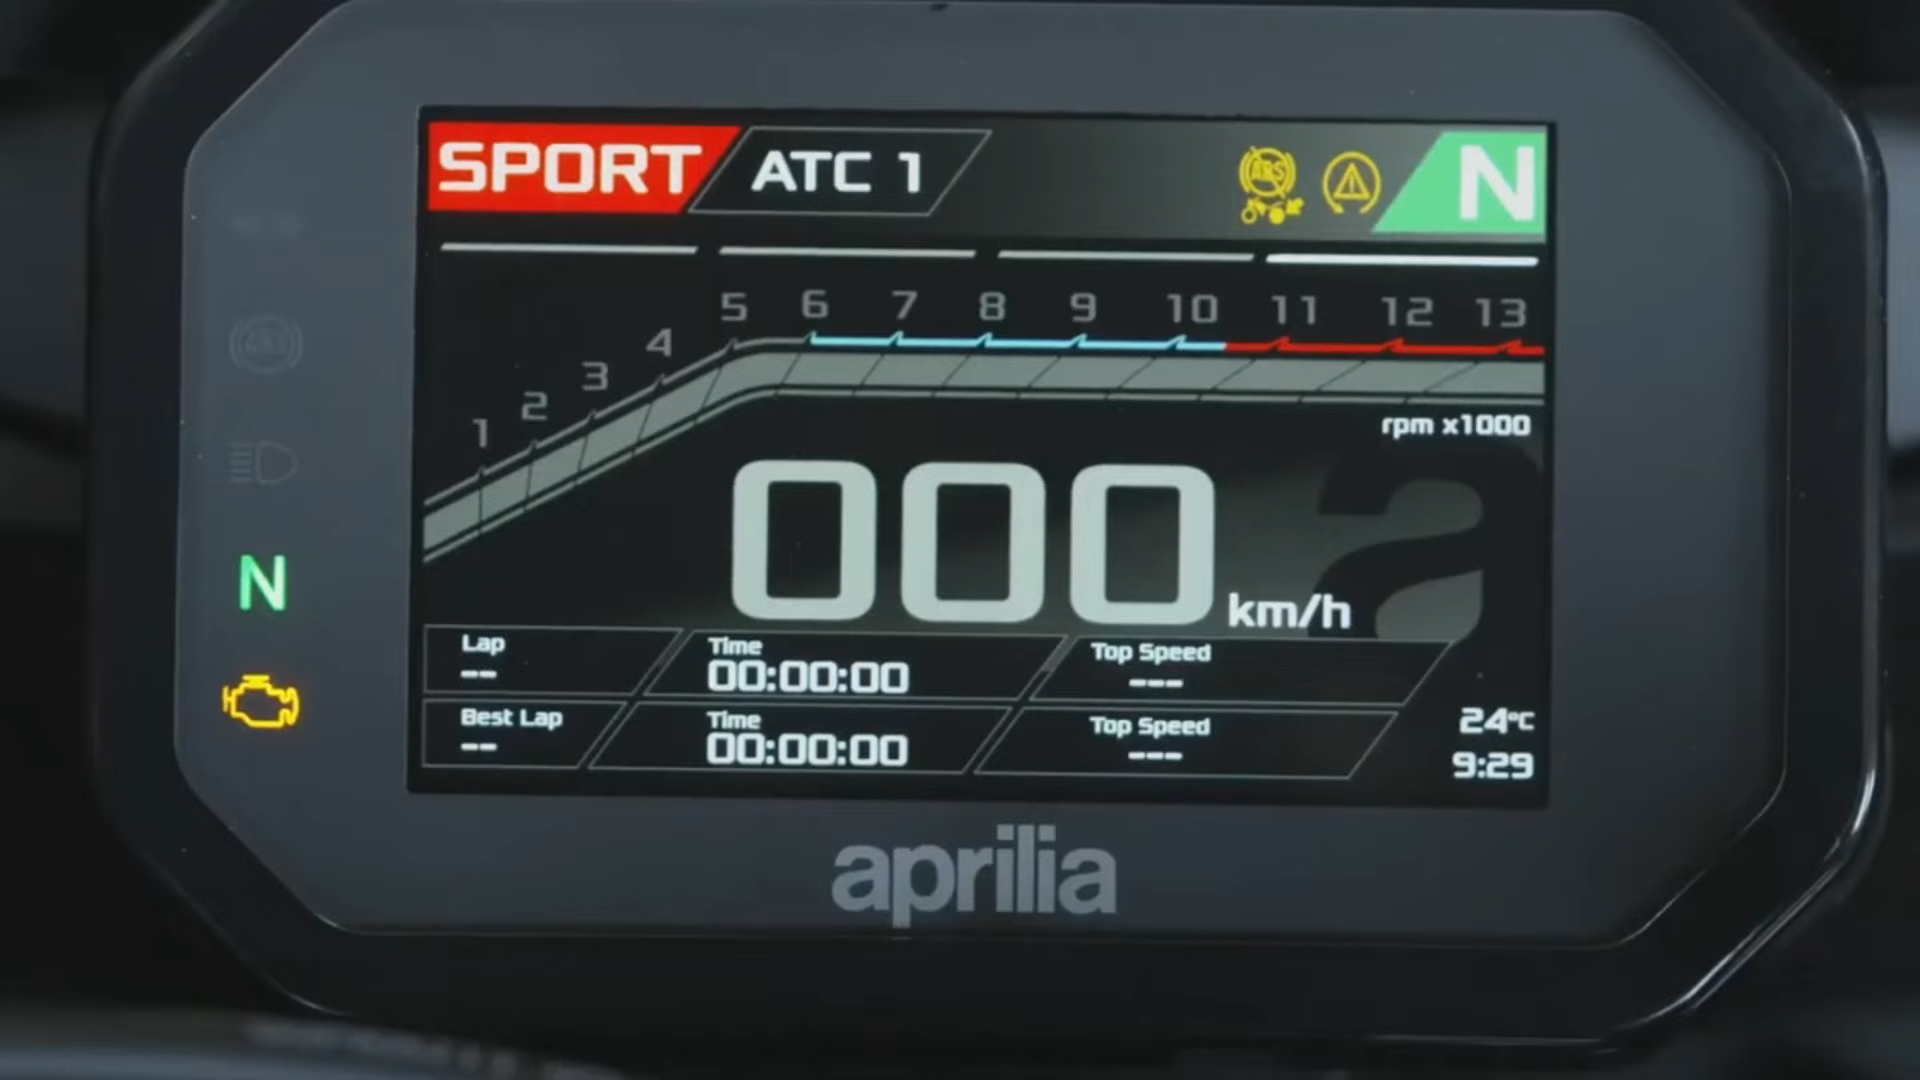 SPORT ATC 1 ABS N
1 2 3 4 5 6 7 8 9 10 11 12 13
ABS
rpm x1000
000 km/h
N
Lap Time Top Speed
-- 00:00:00 ---
Best Lap Time Top Speed
-- 00:00:00 ---
24°C
9:29
aprilia